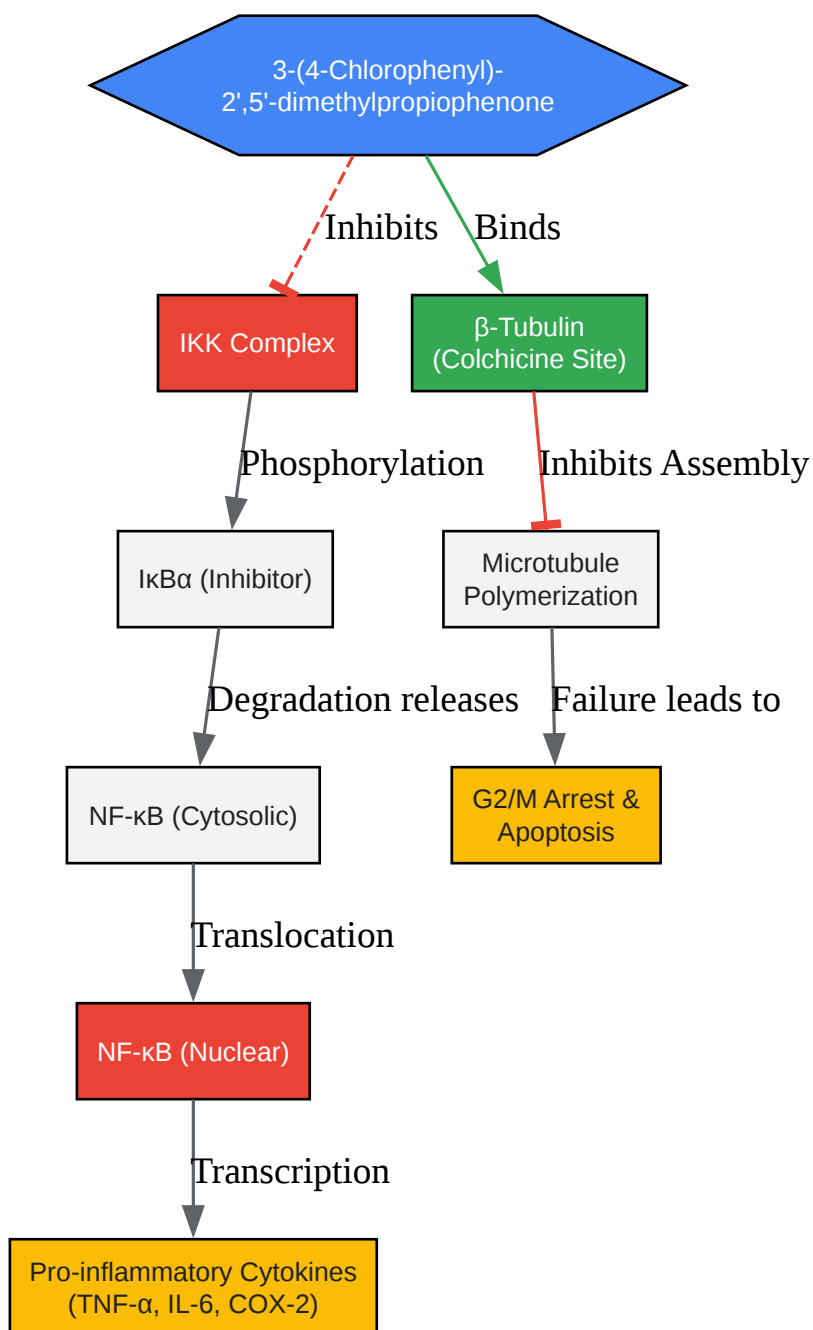 3-(4-Chlorophenyl)-
2',5'-dimethylpropiophenone
Inhibits
Binds
IKK Complex
β-Tubulin
(Colchicine Site)
Phosphorylation
Inhibits Assembly
IκBα (Inhibitor)
Microtubule
Polymerization
Degradation releases
Failure leads to
NF-κB (Cytosolic)
G2/M Arrest &
Apoptosis
Translocation
NF-κB (Nuclear)
Transcription
Pro-inflammatory Cytokines
(TNF-α, IL-6, COX-2)